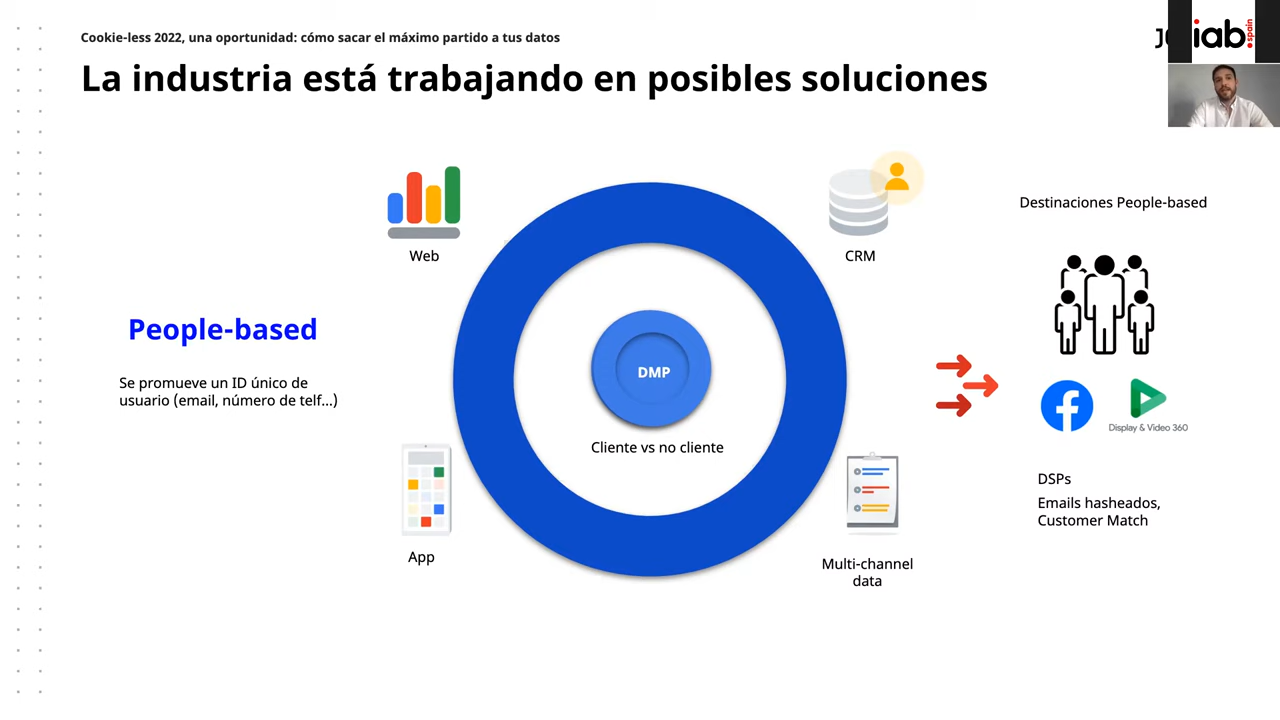 Cookie-less 2022, una oportunidad: cómo sacar el máximo partido a tus datos
La industria está trabajando en posibles soluciones
iab
spain
Web
CRM
Destinaciones People-based
People-based
Se promueve un ID único de
usuario (email, número de telf...)
DMP
Cliente vs no cliente
Display & Video 360
App
Multi-channel
data
DSPs
Emails hasheados,
Customer Match